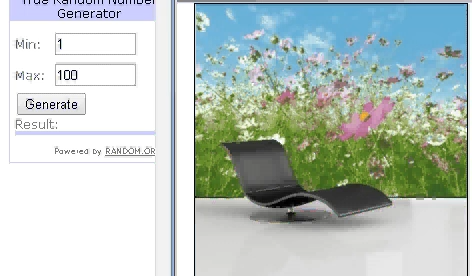 True Random Number
Generator
Min: 1
Max: 100
Generate
Result:
Powered by RANDOM.OR